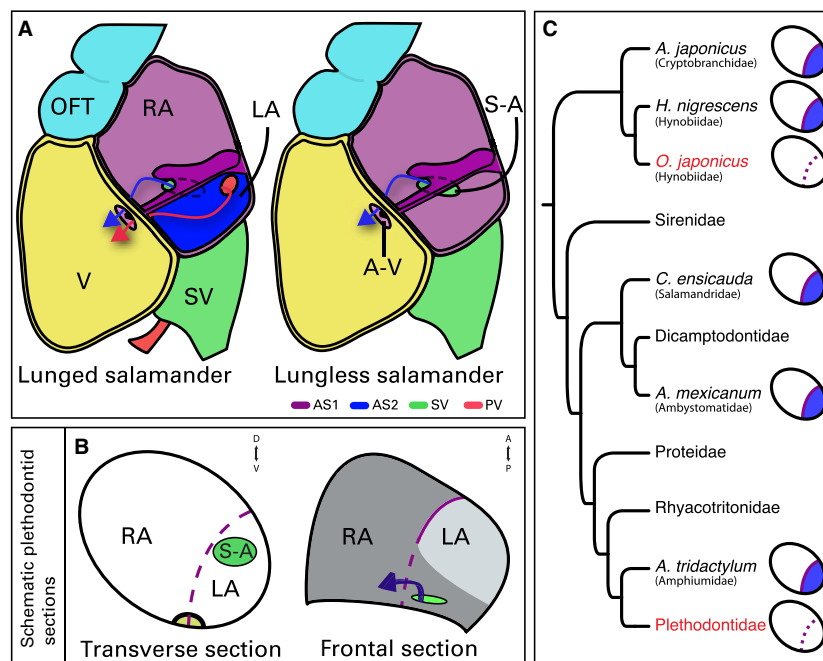 A
OFT
RA
LA
V
SV
Lunged salamander
S-A
A-V
Lungless salamander
AS1 AS2 SV PV
B
Schematic plethodontid
sections
D
V
RA
S-A
LA
Transverse section
A
P
RA
LA
Frontal section
C
A. japonicus
(Cryptobranchidae)
H. nigrescens
(Hynobiidae)
O. japonicus
(Hynobiidae)
Sirenidae
C. ensicauda
(Salamandridae)
Dicamptodontidae
A. mexicanum
(Ambystomatidae)
Proteidae
Rhyacotritonidae
A. tridactylum
(Amphiumidae)
Plethodontidae